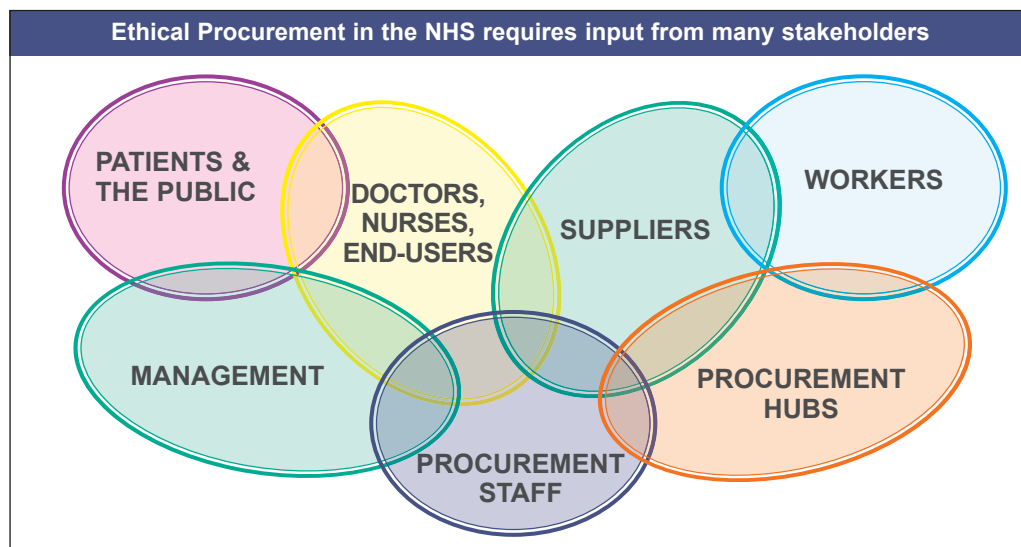 Ethical Procurement in the NHS requires input from many stakeholders
PATIENTS &
THE PUBLIC
DOCTORS,
NURSES,
END-USERS
SUPPLIERS
WORKERS
MANAGEMENT
PROCUREMENT
STAFF
PROCUREMENT
HUBS